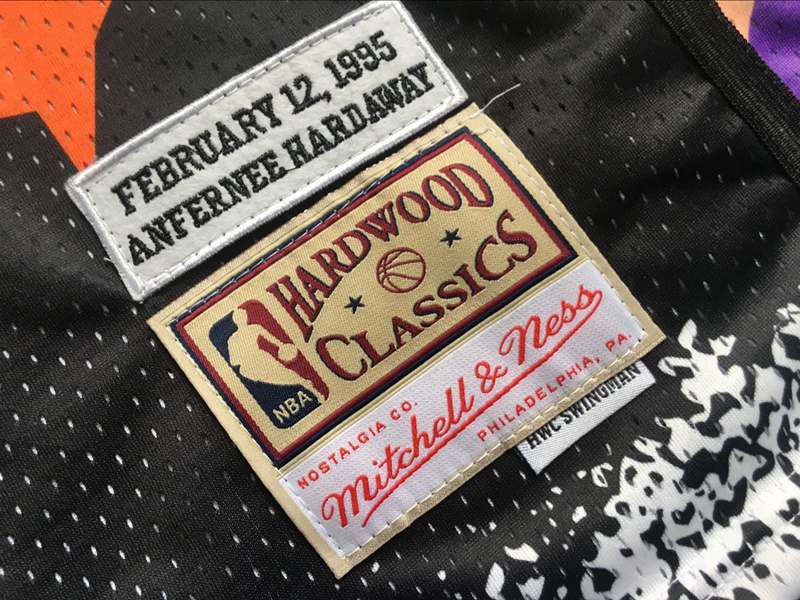 FEBRUARY 12, 1995
ANFERNEE HARDAWAY
HARDWOOD
CLASSICS
NBA
NOSTALGIA CO.
Mitchell & Ness
PHILADELPHIA, PA.
HWC SWINGMAN